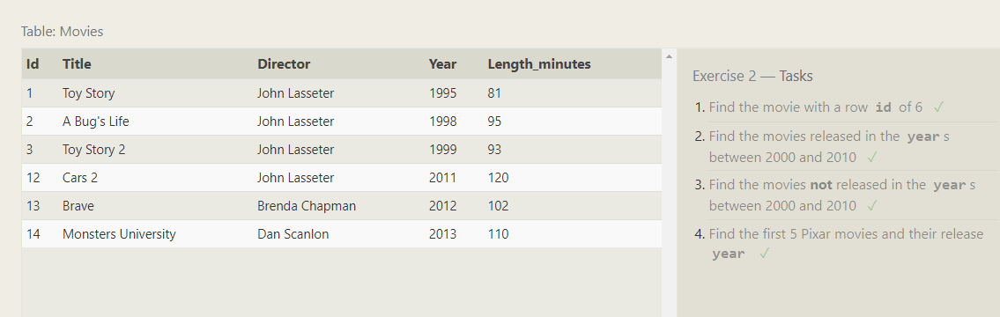 Table: Movies
Id Title Director Year Length_minutes
1 Toy Story John Lasseter 1995 81
2 A Bug's Life John Lasseter 1998 95
3 Toy Story 2 John Lasseter 1999 93
12 Cars 2 John Lasseter 2011 120
13 Brave Brenda Chapman 2012 102
14 Monsters University Dan Scanlon 2013 110
Exercise 2 — Tasks
1. Find the movie with a row id of 6 ✓
2. Find the movies released in the year s
between 2000 and 2010 ✓
3. Find the movies not released in the year s
between 2000 and 2010 ✓
4. Find the first 5 Pixar movies and their release
year ✓